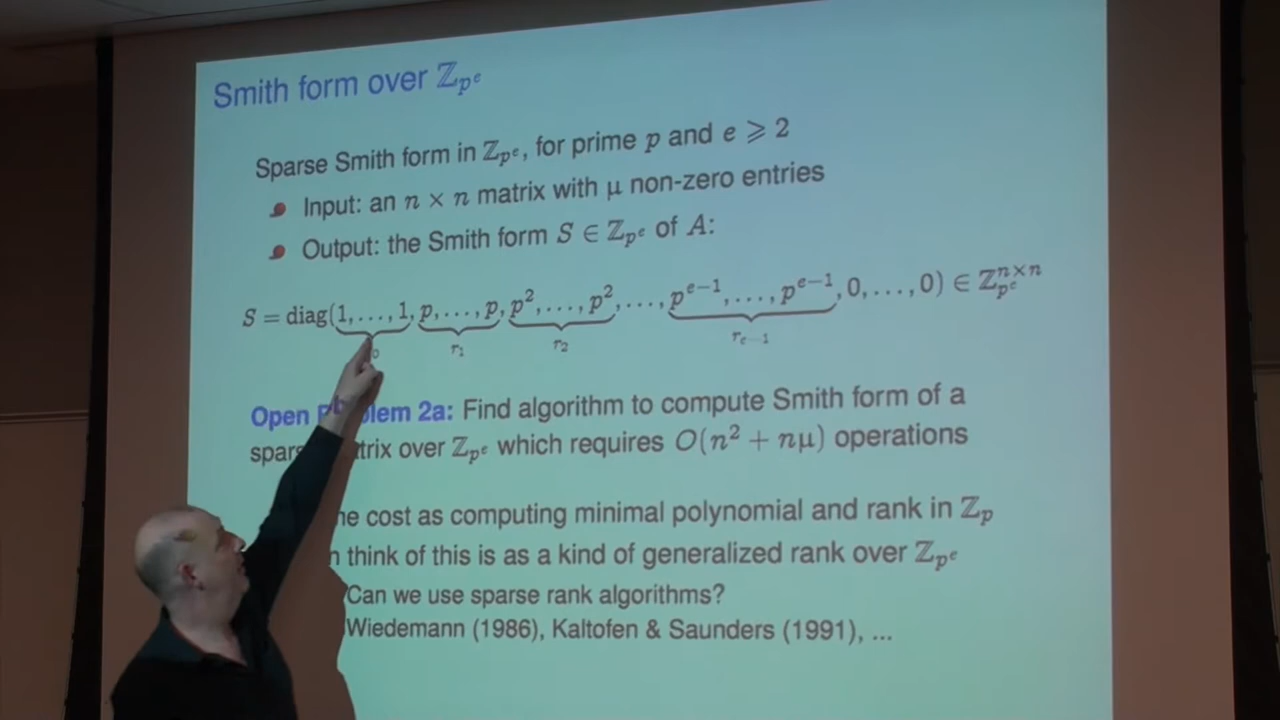 Smith form over ℤ_{p^e}
Sparse Smith form in ℤ_{p^e}, for prime p and e ⩾ 2
Input: an n × n matrix with μ non-zero entries
Output: the Smith form S ∈ ℤ_{p^e} of A:
S = diag(1, …, 1, p, …, p, p², …, p², …, p^{e−1}, …, p^{e−1}, 0, …, 0) ∈ ℤ_{p^e}^{n×n}
r₁ r₂ r_{e−1}
Open Problem 2a: Find algorithm to compute Smith form of a
over ℤ_{p^e} which requires O(n² + nμ) operations
cost as computing minimal polynomial and rank in ℤ_p
think of this is as a kind of generalized rank over ℤ_{p^e}
Can we use sparse rank algorithms?
Wiedemann (1986), Kaltofen & Saunders (1991), ...